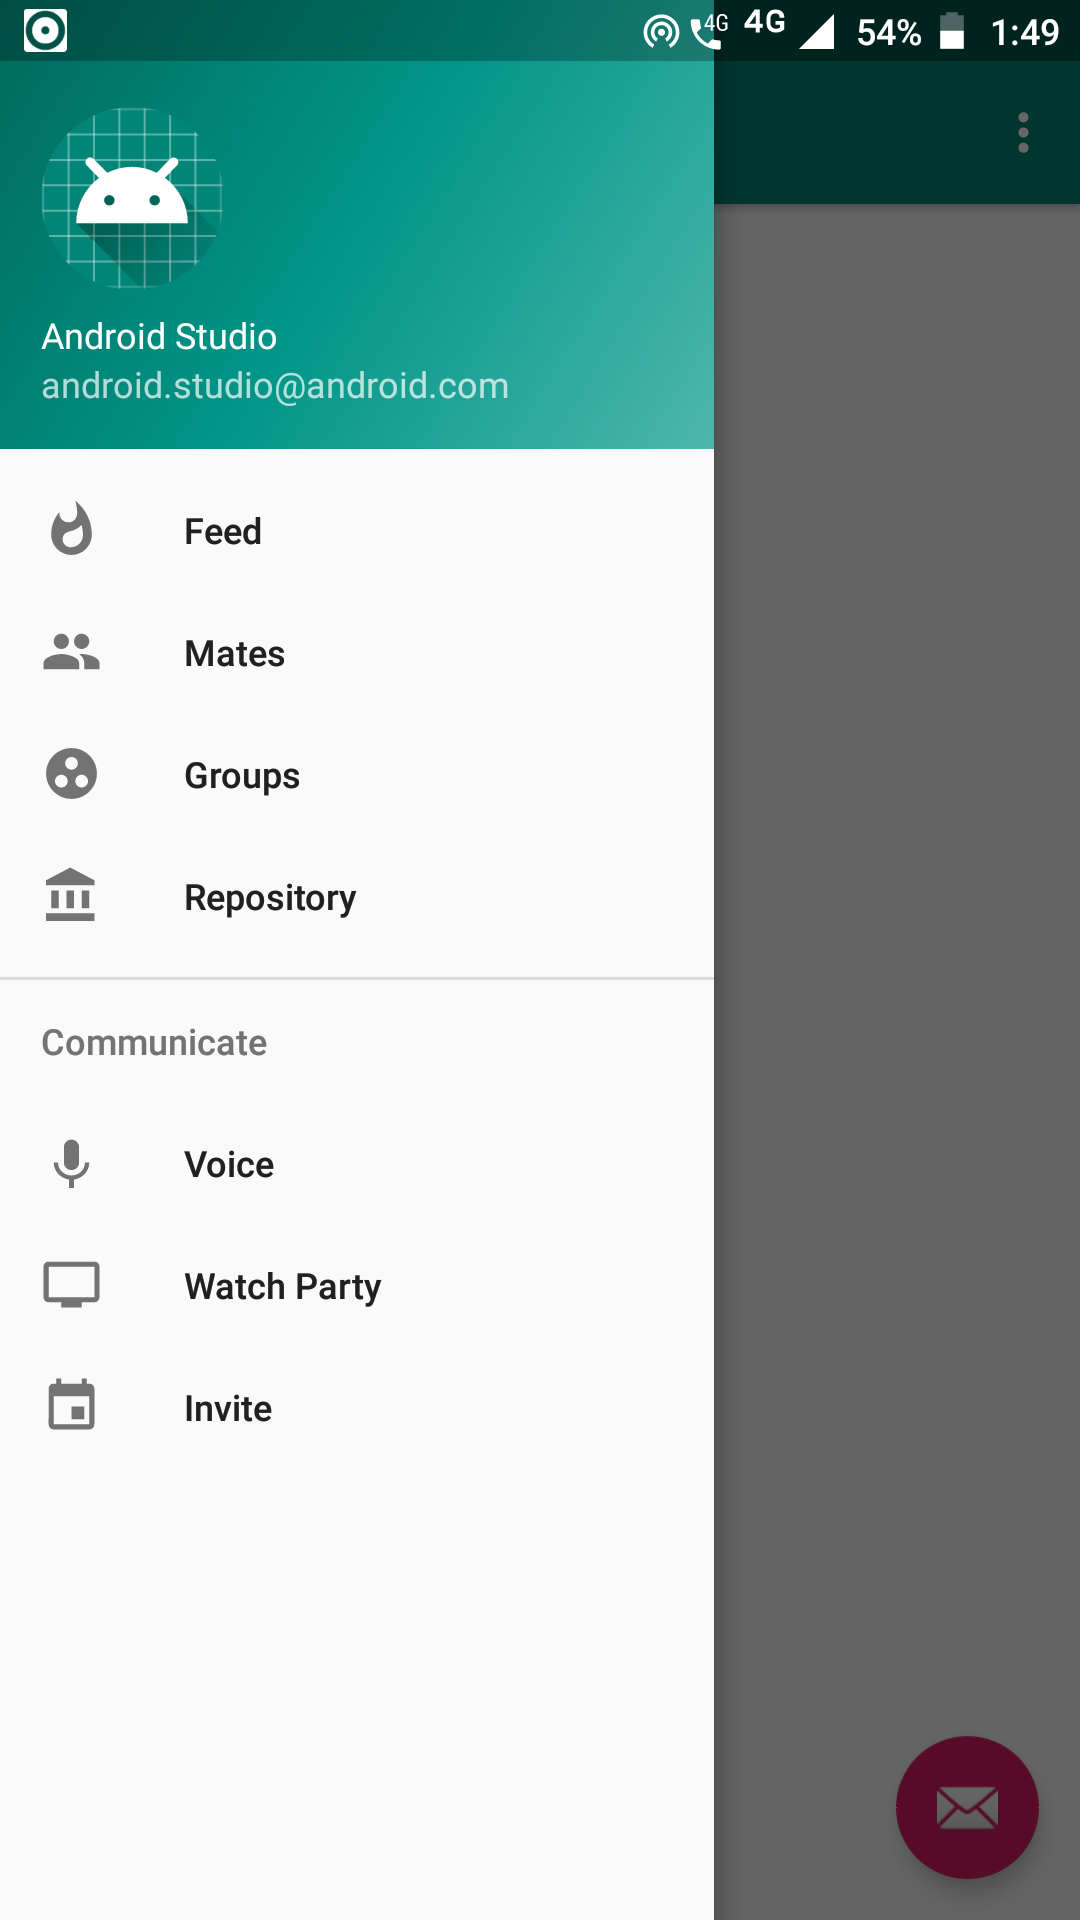 4G 4G 54% 1:49
Android Studio
android.studio@android.com
Feed
Mates
Groups
Repository
Communicate
Voice
Watch Party
Invite